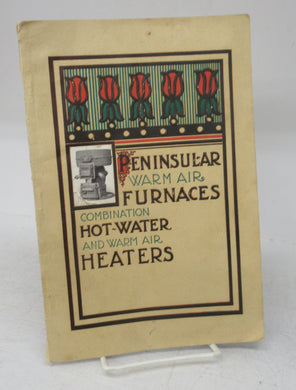 PENINSULAR
WARM AIR
FURNACES
COMBINATION
HOT-WATER
AND WARM AIR
HEATERS